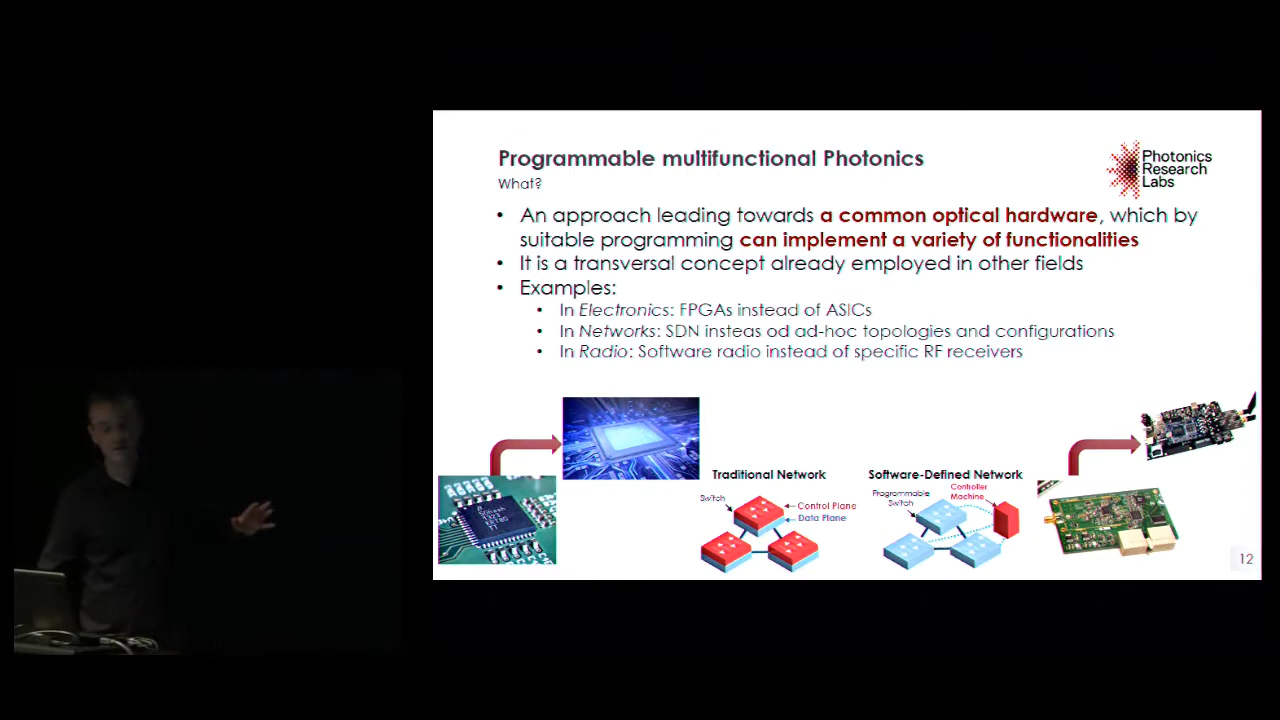 Programmable multifunctional Photonics
What?
Photonics
Research
Labs
• An approach leading towards a common optical hardware, which by
suitable programming can implement a variety of functionalities
• It is a transversal concept already employed in other fields
• Examples:
• In Electronics: FPGAs instead of ASICs
• In Networks: SDN insteas od ad-hoc topologies and configurations
• In Radio: Software radio instead of specific RF receivers
Traditional Network
Switch
Control Plane
Data Plane
Software-Defined Network
Programmable
Switch
Controller
Machine
12